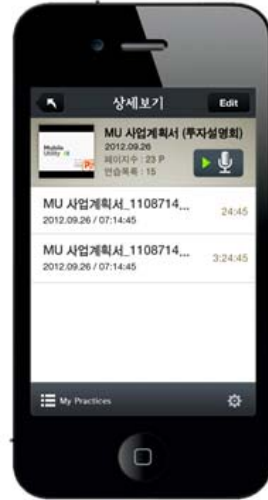 상세보기
Edit
Mobile
Utility
MU 사업계획서 (투자설명회)
2012.09.26
페이지수 : 23 P
연습목록 : 15
MU 사업계획서_1108714...
24:45
2012.09.26 / 07:14:45
MU 사업계획서_1108714...
3:24:45
2012.09.26 / 07:14:45
My Practices